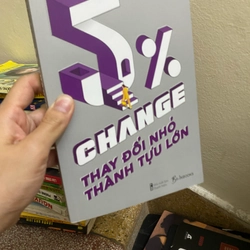 5%
CHANGE
THAY ĐỔI NHỎ
THÀNH TỰU LỚN